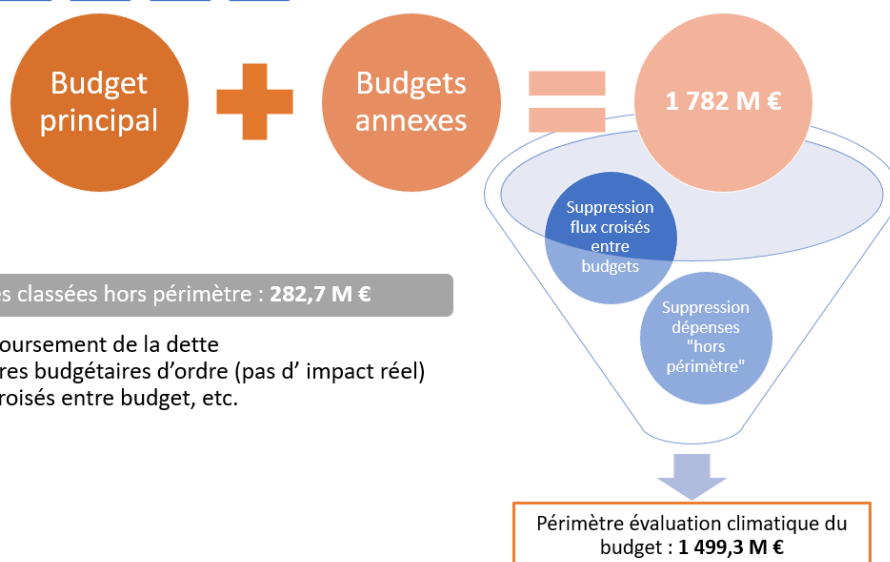 Budget
principal
Budgets
annexes
1 782 M €
Suppression
flux croisés
entre
budgets
Suppression
dépenses
"hors
périmètre"
es classées hors périmètre : 282,7 M €
oursement de la dette
res budgétaires d’ordre (pas d’ impact réel)
roisés entre budget, etc.
Périmètre évaluation climatique du
budget : 1 499,3 M €